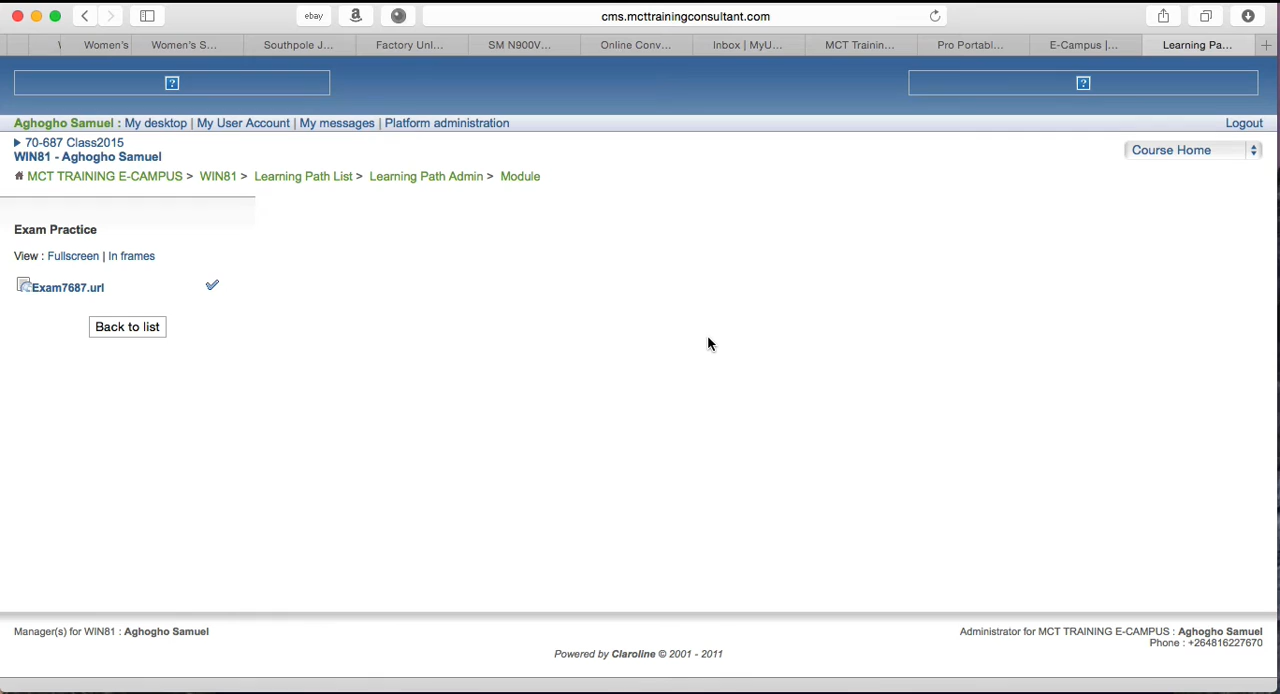 ebay
cms.mcttrainingconsultant.com
Women's
Women's S...
Southpole J...
Factory Unl...
SM N900V...
Online Conv...
Inbox | MyU...
MCT Trainin...
Pro Portabl...
E-Campus |...
Learning Pa...
Aghogho Samuel : My desktop | My User Account | My messages | Platform administration
Logout
70-687 Class2015
WIN81 - Aghogho Samuel
Course Home
MCT TRAINING E-CAMPUS > WIN81 > Learning Path List > Learning Path Admin > Module
Exam Practice
View : Fullscreen | In frames
Exam7687.url
Back to list
Manager(s) for WIN81 : Aghogho Samuel
Administrator for MCT TRAINING E-CAMPUS : Aghogho Samuel
Phone : +264816227670
Powered by Claroline © 2001 - 2011